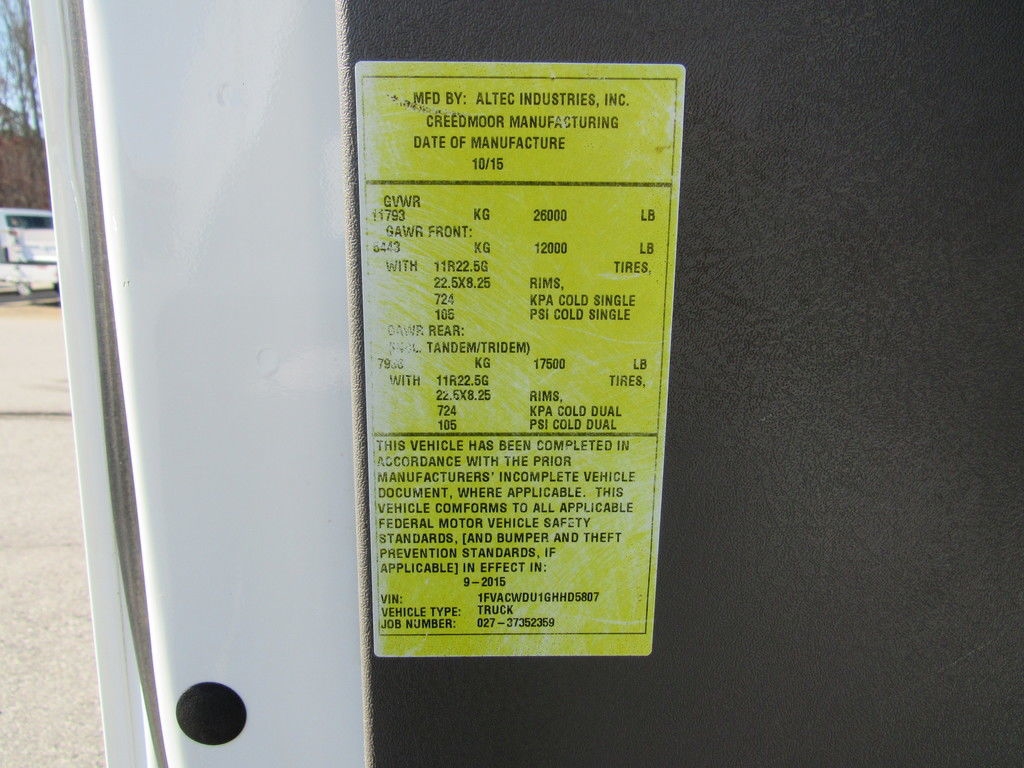 MFD BY: ALTEC INDUSTRIES, INC.
CREEDMOOR MANUFACTURING
DATE OF MANUFACTURE
10/15
GVWR
11793 KG 26000 LB
GAWR FRONT:
5443 KG 12000 LB
WITH 11R22.5G TIRES,
22.5X8.25 RIMS,
724 KPA COLD SINGLE
105 PSI COLD SINGLE
GAWR REAR:
(INCL. TANDEM/TRIDEM)
KG 17500 LB
WITH 11R22.5G TIRES,
22.5X8.25 RIMS,
724 KPA COLD DUAL
105 PSI COLD DUAL
THIS VEHICLE HAS BEEN COMPLETED IN
ACCORDANCE WITH THE PRIOR
MANUFACTURERS' INCOMPLETE VEHICLE
DOCUMENT, WHERE APPLICABLE. THIS
VEHICLE COMFORMS TO ALL APPLICABLE
FEDERAL MOTOR VEHICLE SAFETY
STANDARDS, [AND BUMPER AND THEFT
PREVENTION STANDARDS, IF
APPLICABLE] IN EFFECT IN:
9-2015
VIN: 1FVACWDU1GHHD5807
VEHICLE TYPE: TRUCK
JOB NUMBER: 027-37352359